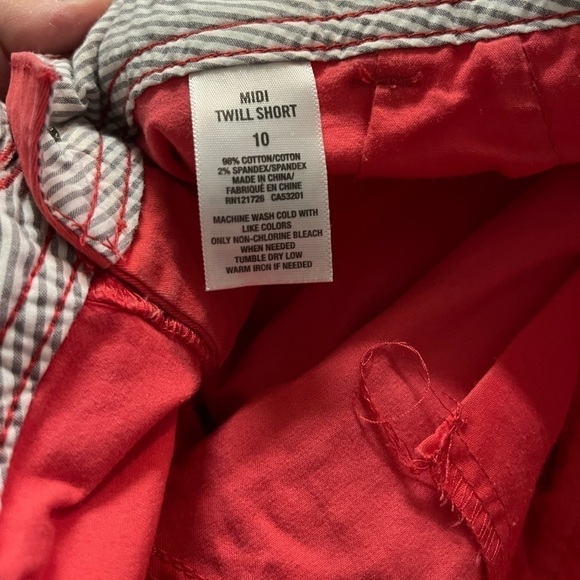 MIDI
TWILL SHORT
10
98% COTTON/COTON
2% SPANDEX/SPANDEX
MADE IN CHINA/
FABRIQUÉ EN CHINE
RN121726 CA53201
MACHINE WASH COLD WITH
LIKE COLORS
ONLY NON-CHLORINE BLEACH
WHEN NEEDED
TUMBLE DRY LOW
WARM IRON IF NEEDED